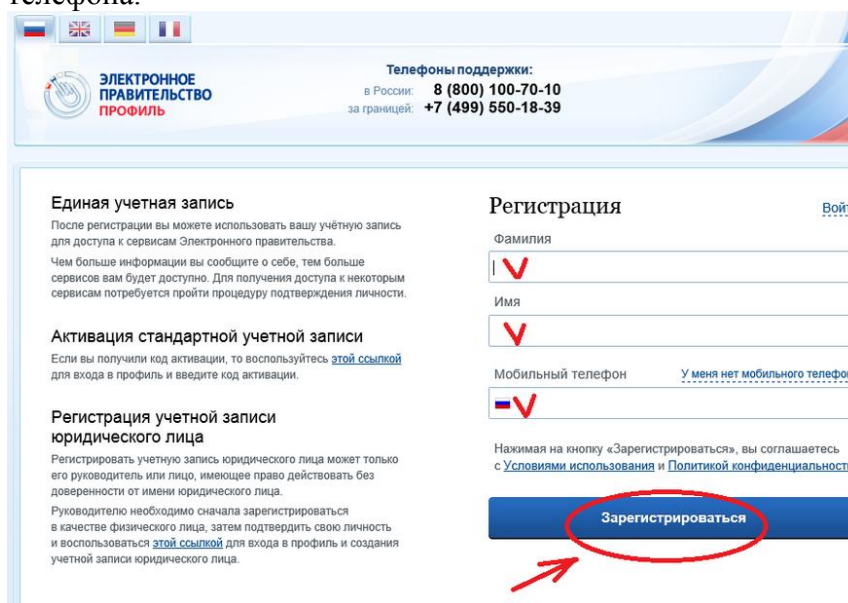 телефона.
ЭЛЕКТРОННОЕ
ПРАВИТЕЛЬСТВО
ПРОФИЛЬ
Телефоны поддержки:
в России: 8 (800) 100-70-10
за границей: +7 (499) 550-18-39
Единая учетная запись
После регистрации вы можете использовать вашу учётную запись
для доступа к сервисам Электронного правительства.
Чем больше информации вы сообщите о себе, тем больше
сервисов вам будет доступно. Для получения доступа к некоторым
сервисам потребуется пройти процедуру подтверждения личности.
Активация стандартной учетной записи
Если вы получили код активации, то воспользуйтесь этой ссылкой
для входа в профиль и введите код активации.
Регистрация учетной записи
юридического лица
Регистрировать учетную запись юридического лица может только
его руководитель или лицо, имеющее право действовать без
доверенности от имени юридического лица.
Руководителю необходимо сначала зарегистрироваться
в качестве физического лица, затем подтвердить свою личность
и воспользоваться этой ссылкой для входа в профиль и создания
учетной записи юридического лица.
Регистрация
Войт
Фамилия
Имя
Мобильный телефон
У меня нет мобильного телефон
Нажимая на кнопку «Зарегистрироваться», вы соглашаетесь
с Условиями использования и Политикой конфиденциальност
Зарегистрироваться